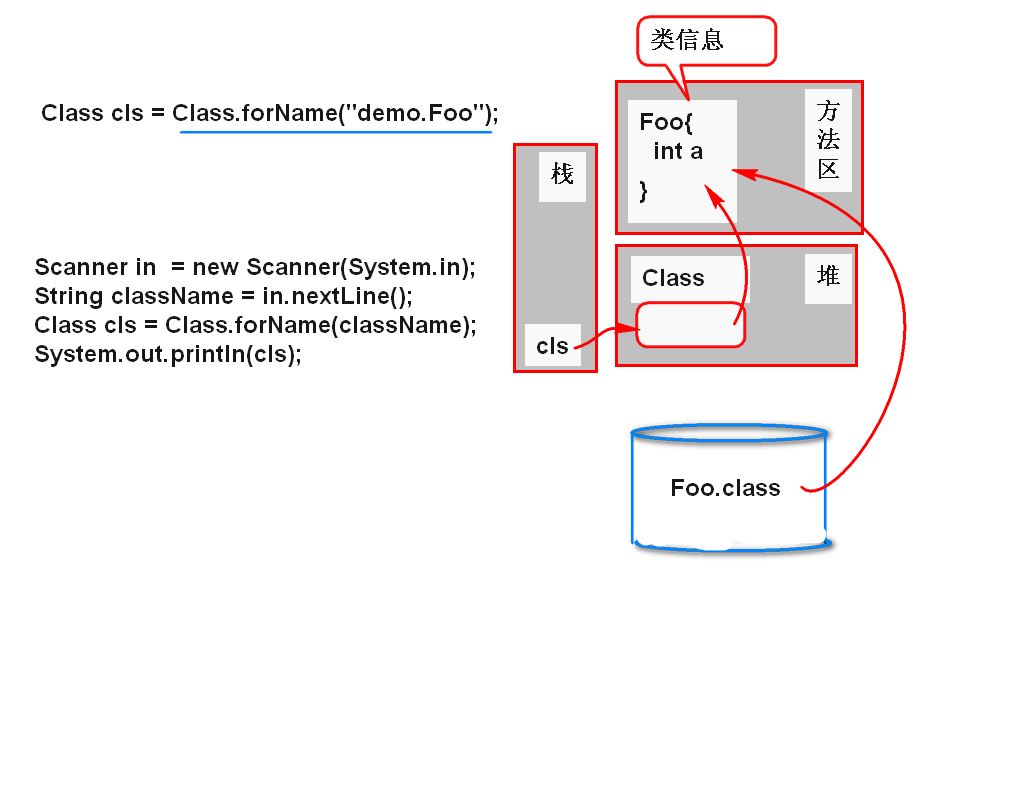 类信息
Class cls = Class.forName("demo.Foo");
Foo{
int a
}
方法区
栈
Scanner in  = new Scanner(System.in);
String className = in.nextLine();
Class cls = Class.forName(className);
System.out.println(cls);
Class
堆
cls
Foo.class